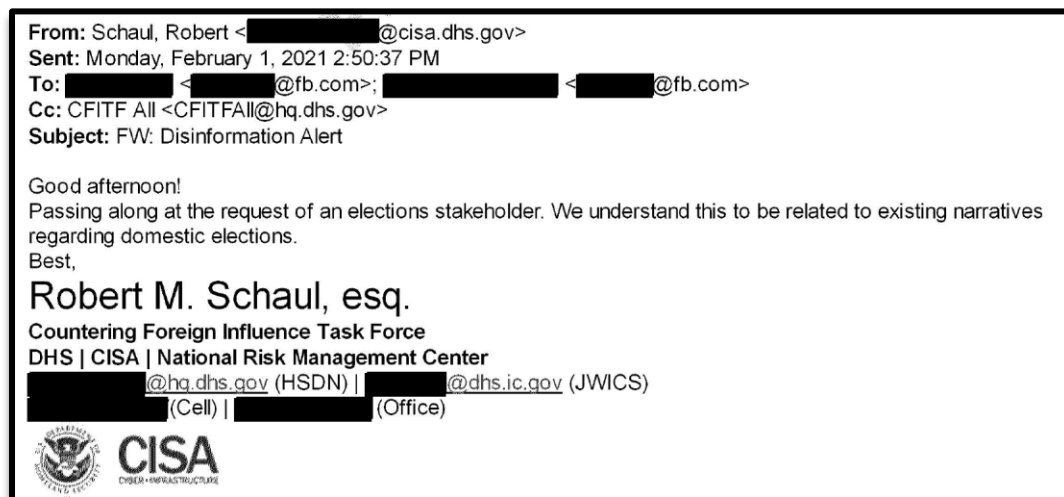 From: Schaul, Robert < @cisa.dhs.gov>
Sent: Monday, February 1, 2021 2:50:37 PM
To: < @fb.com>; < @fb.com>
Cc: CFITF All <CFITFAll@hq.dhs.gov>
Subject: FW: Disinformation Alert
Good afternoon!
Passing along at the request of an elections stakeholder. We understand this to be related to existing narratives
regarding domestic elections.
Best,
Robert M. Schaul, esq.
Countering Foreign Influence Task Force
DHS | CISA | National Risk Management Center
@hq.dhs.gov (HSDN) | @dhs.ic.gov (JWICS)
(Cell) | (Office)
CISA
CYBER+INFRASTRUCTURE